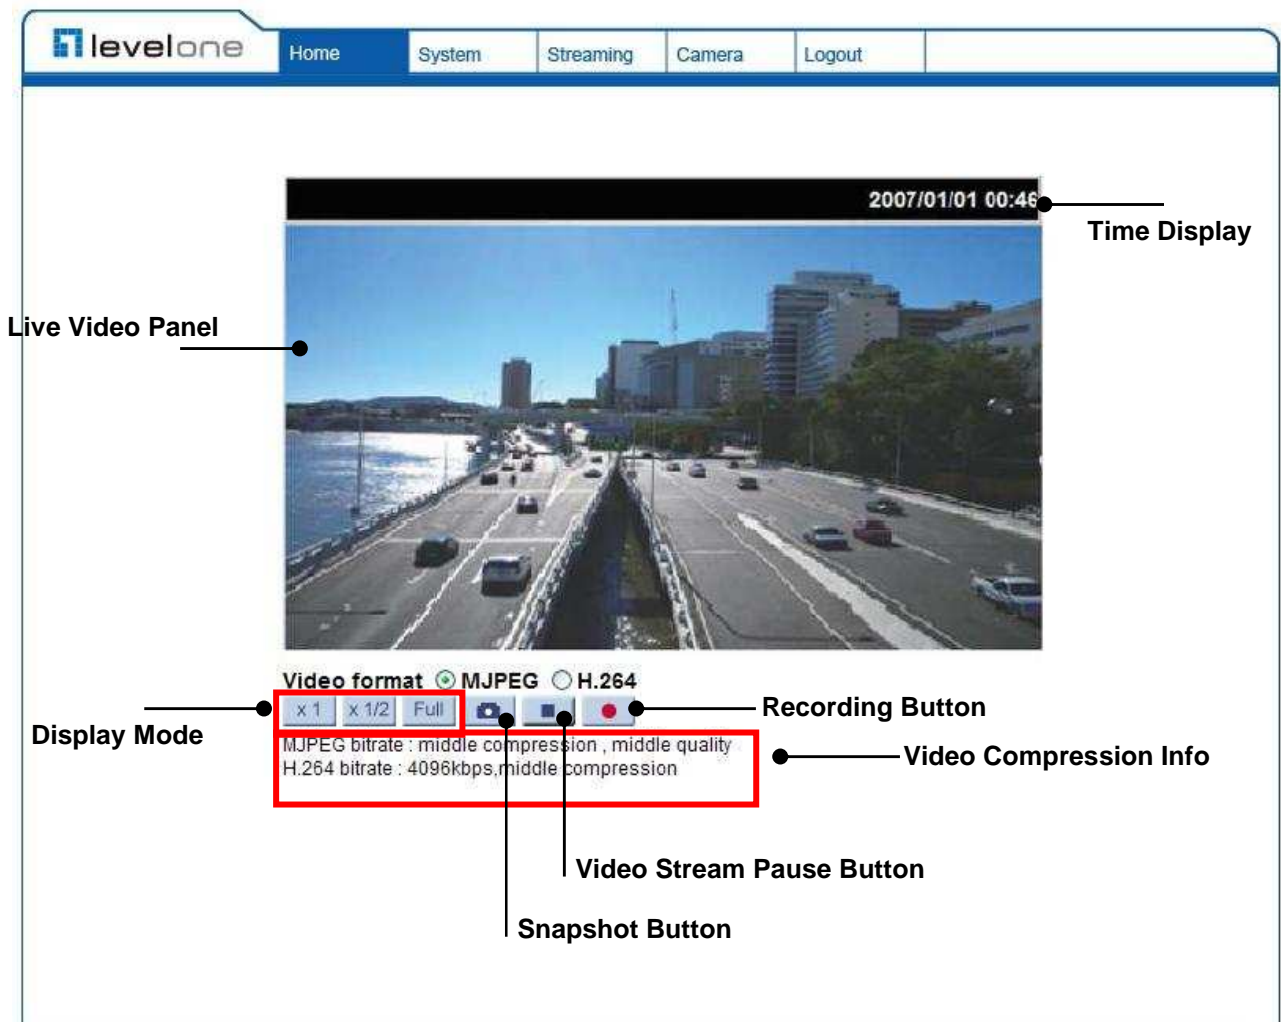 levelone
Home System Streaming Camera Logout
2007/01/01 00:46
Time Display
Live Video Panel
Video format MJPEG H.264
x 1 x 1/2 Full
Recording Button
Display Mode
MJPEG bitrate : middle compression , middle quality
H.264 bitrate : 4096kbps,middle compression
Video Compression Info
Video Stream Pause Button
Snapshot Button